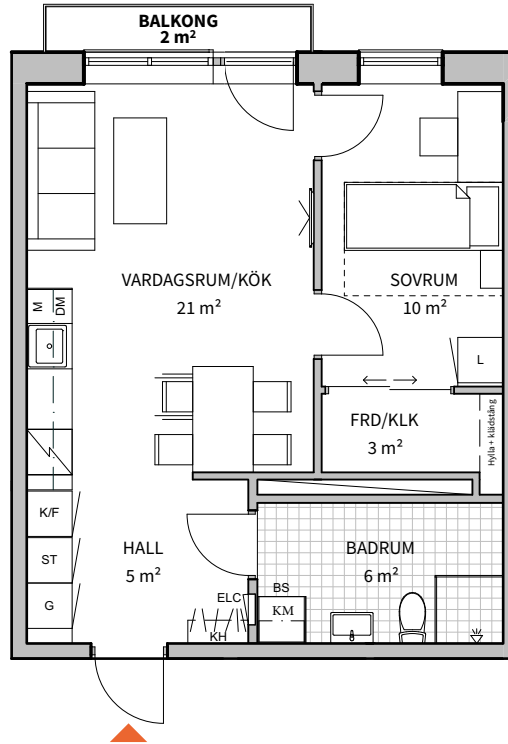 BALKONG
2 m²
VARDAGSRUM/KÖK
21 m²
SOVRUM
10 m²
M
DM
L
FRD/KLK
3 m²
Hylla + klädstång
K/F
ST
G
HALL
5 m²
BADRUM
6 m²
ELC
BS
KM
KH